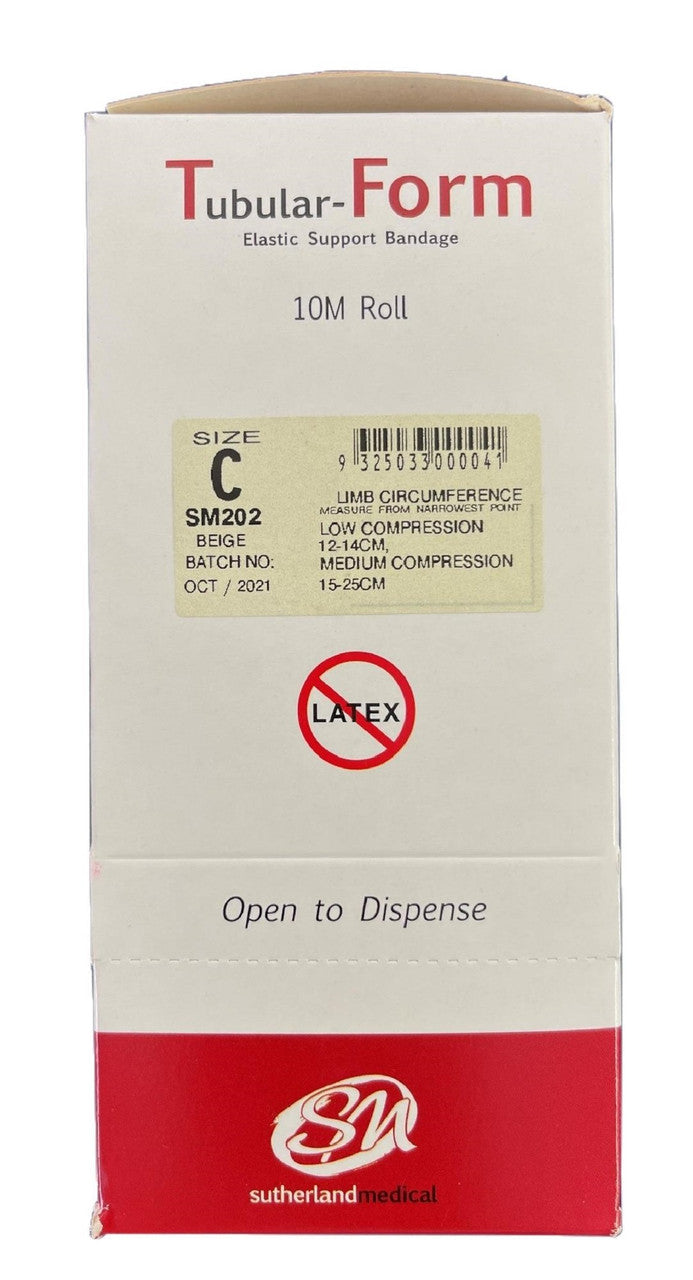 Tubular-Form
Elastic Support Bandage
10M Roll
SIZE
C
SM202
BEIGE
BATCH NO:
OCT / 2021
9 325033 000041
LIMB CIRCUMFERENCE
MEASURE FROM NARROWEST POINT
LOW COMPRESSION
12-14CM,
MEDIUM COMPRESSION
15-25CM
LATEX
Open to Dispense
SM
sutherlandmedical